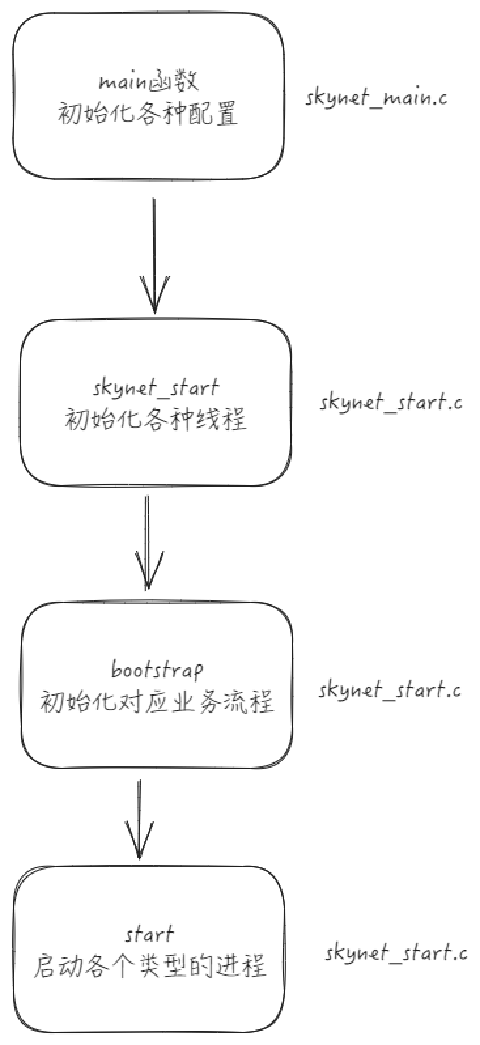 main函数
初始化各种配置
skynet_main.c
skynet_start
初始化各种线程
skynet_start.c
bootstrap
初始化对应业务流程
skynet_start.c
start
启动各个类型的进程
skynet_start.c